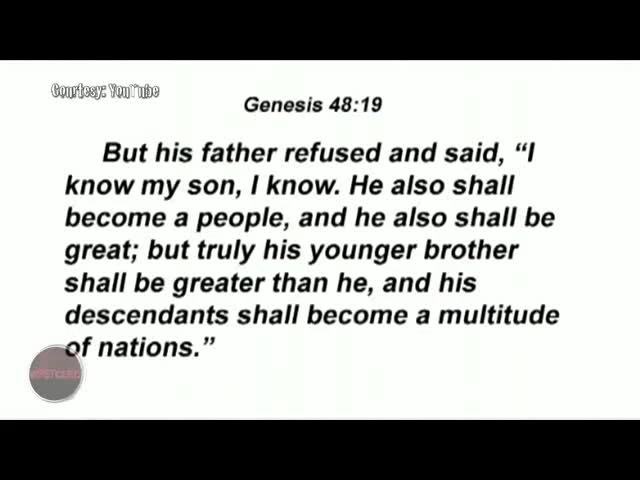 Courtesy: YouTube
Genesis 48:19
But his father refused and said, “I
know my son, I know. He also shall
become a people, and he also shall be
great; but truly his younger brother
shall be greater than he, and his
descendants shall become a multitude
of nations.”